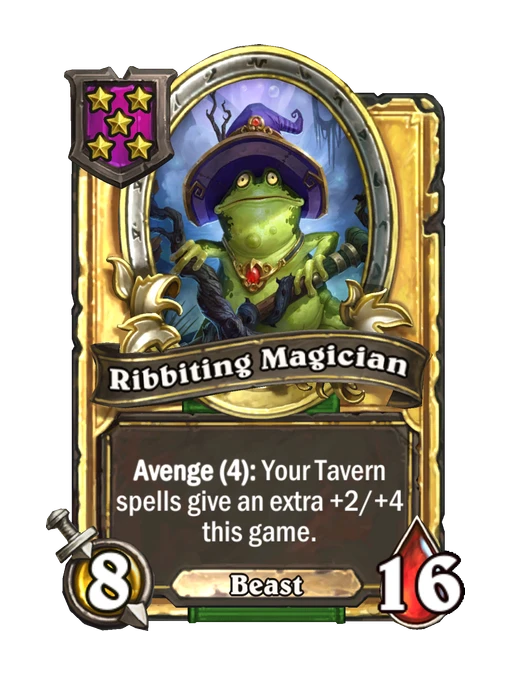 Ribbiting Magician
Avenge (4): Your Tavern
spells give an extra +2/+4
this game.
8
Beast
16